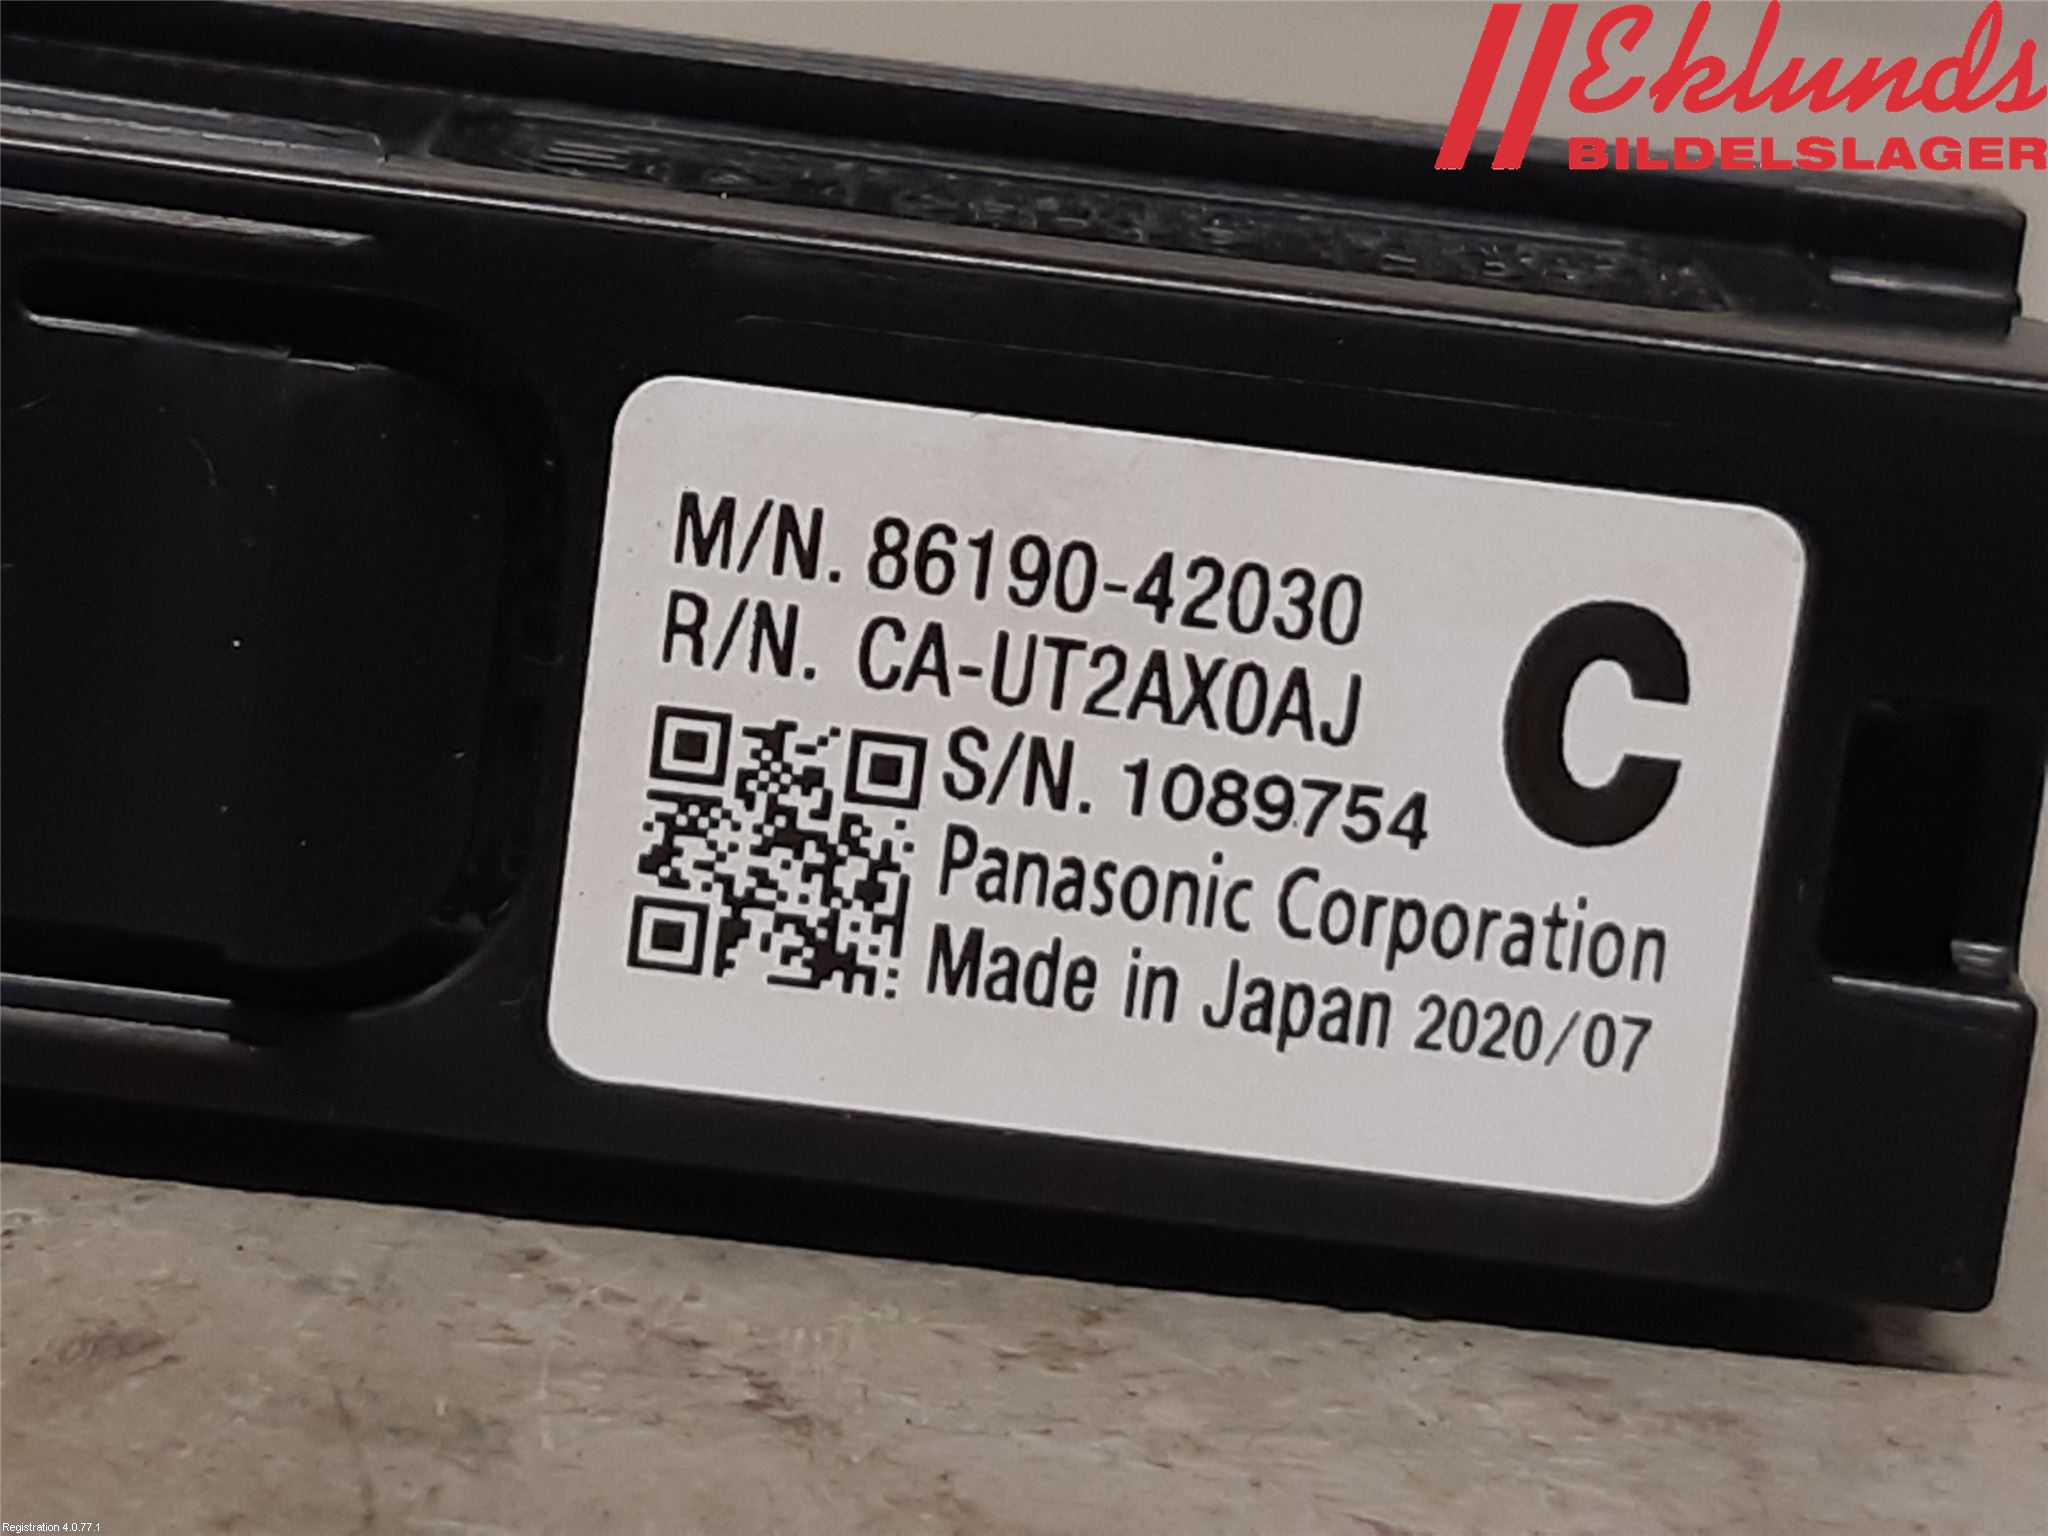 Eklunds
BILDELSLAGER
M/N. 86190-42030
R/N. CA-UT2AX0AJ
S/N. 1089754
C
Panasonic Corporation
Made in Japan 2020/07
Registration 4.0.77.1